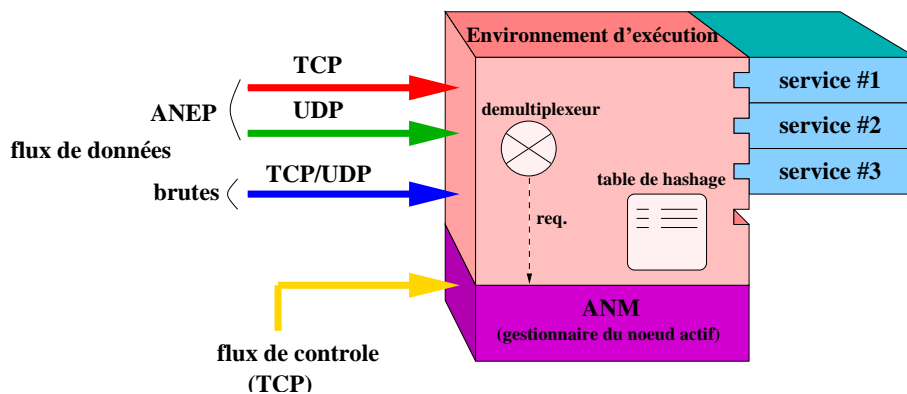 Environnement d'exécution
TCP
ANEP
UDP
flux de données
TCP/UDP
brutes
demultiplexeur
table de hashage
req.
service #1
service #2
service #3
ANM
(gestionnaire du noeud actif)
flux de controle
(TCP)